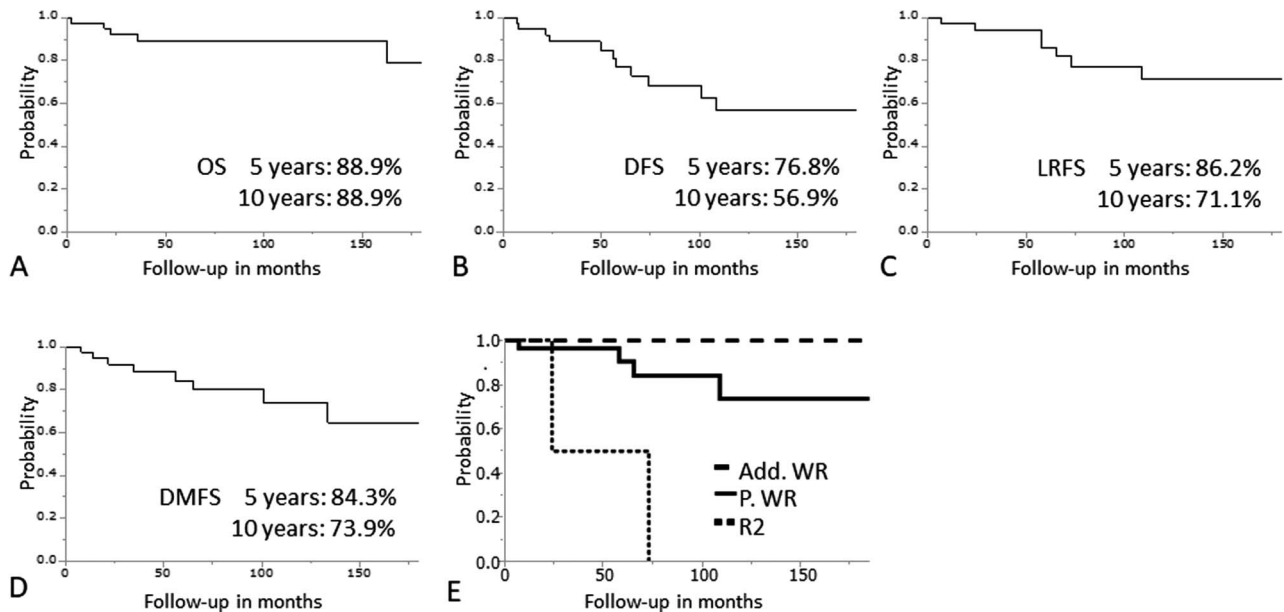 1.0
0.8
0.6
0.4
0.2
0.0
Probability
OS 5 years: 88.9%
10 years: 88.9%
0 50 100 150
Follow-up in months
A
1.0
0.8
0.6
0.4
0.2
0.0
Probability
DFS 5 years: 76.8%
10 years: 56.9%
0 50 100 150
Follow-up in months
B
1.0
0.8
0.6
0.4
0.2
0.0
Probability
LRFS 5 years: 86.2%
10 years: 71.1%
0 50 100 150
Follow-up in months
C
1.0
0.8
0.6
0.4
0.2
0.0
Probability
DMFS 5 years: 84.3%
10 years: 73.9%
0 50 100 150
Follow-up in months
D
1.0
0.8
0.6
0.4
0.2
0.0
Probability
Add. WR
P. WR
R2
0 50 100 150
Follow-up in months
E